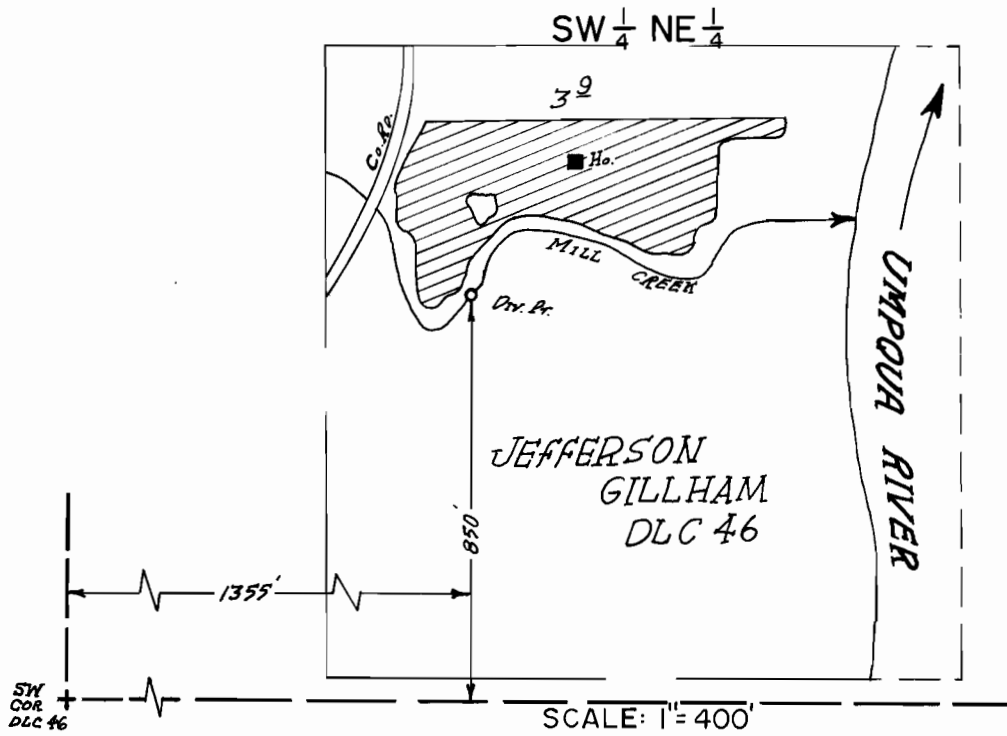 SW 1/4 NE 1/4
3 9
Co. Rd.
Ho.
MILL
CREEK
Div. Pt.
UMPQUA RIVER
JEFFERSON
GILLHAM
DLC 46
850'
1355'
SW
COR
DLC 46
SCALE: 1"=400'